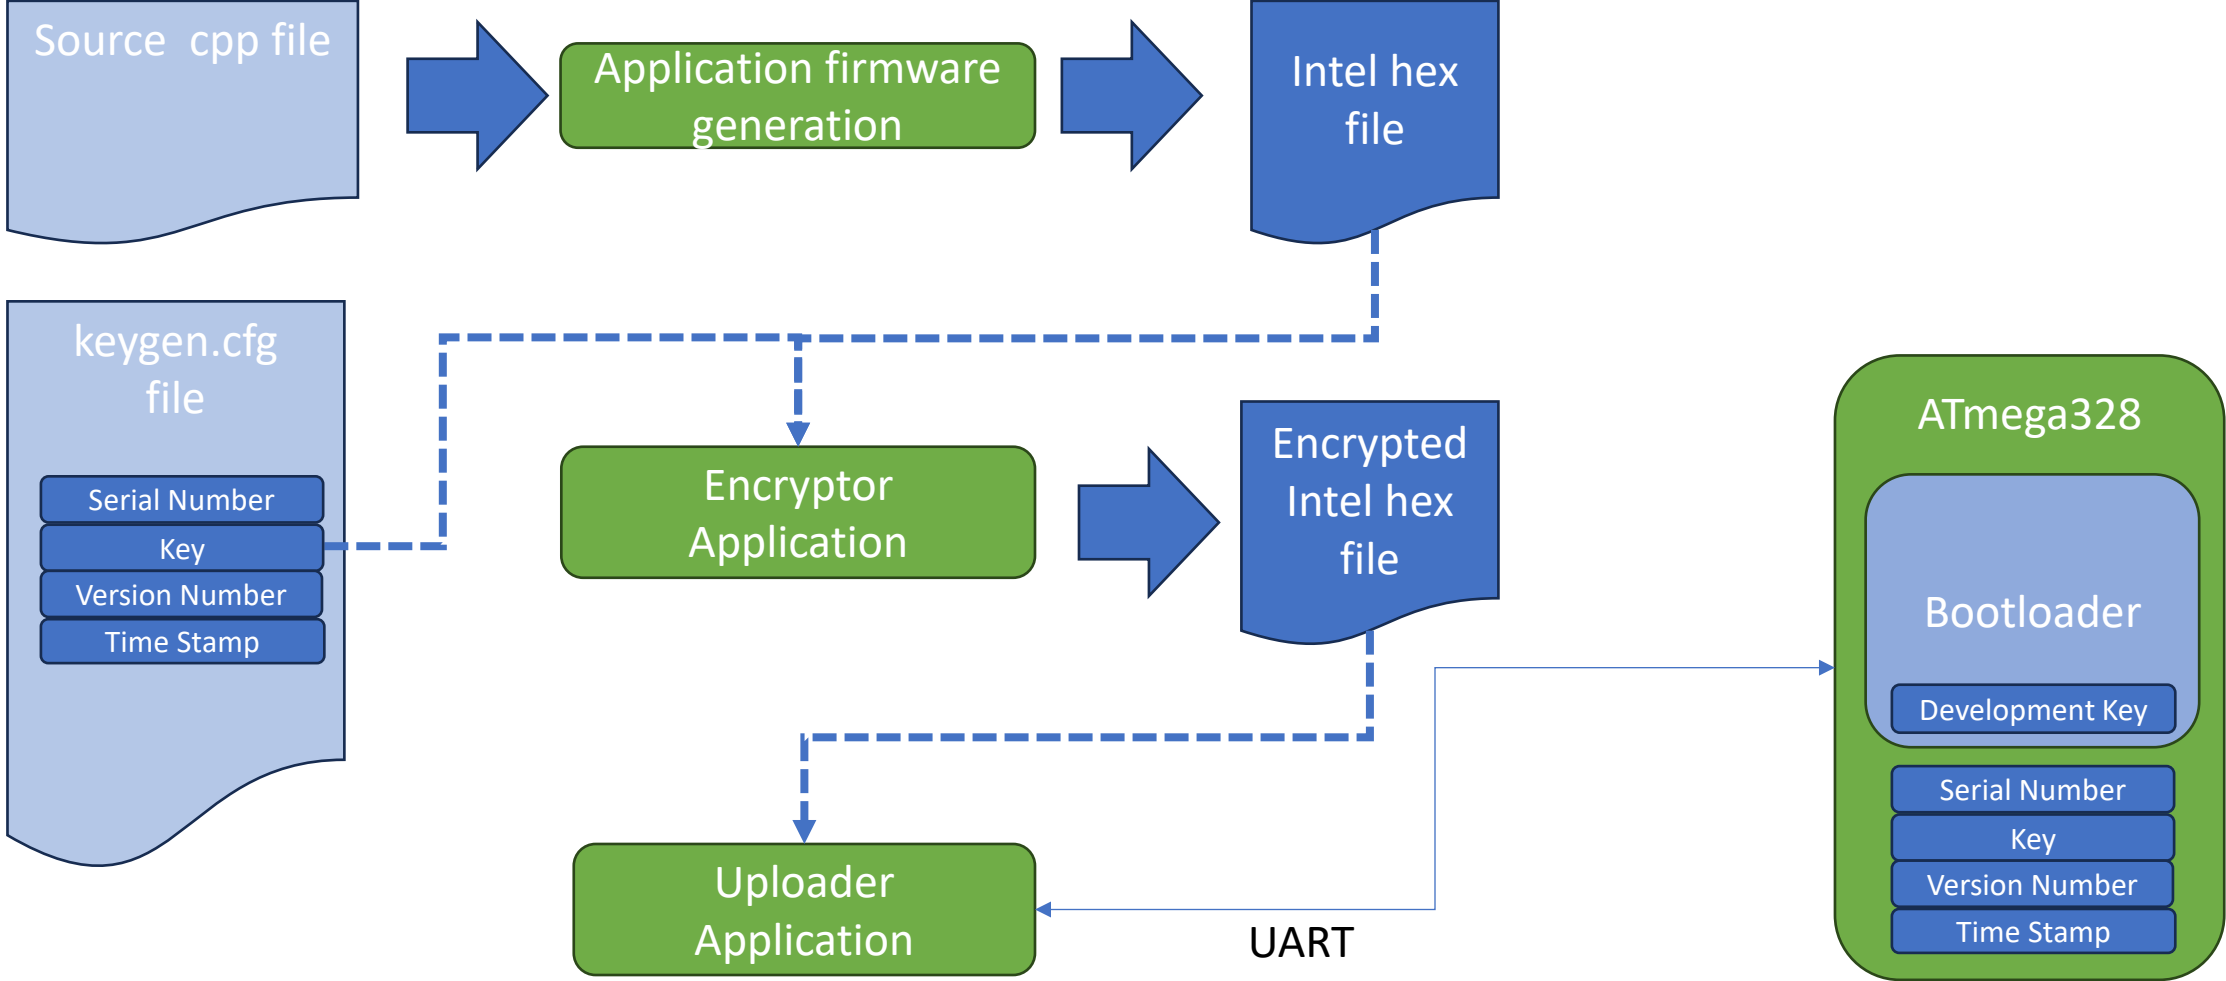 Source cpp file
Application firmware
generation
Intel hex
file
keygen.cfg
file
Serial Number
Key
Version Number
Time Stamp
Encryptor
Application
Encrypted
Intel hex
file
Uploader
Application
UART
ATmega328
Bootloader
Development Key
Serial Number
Key
Version Number
Time Stamp